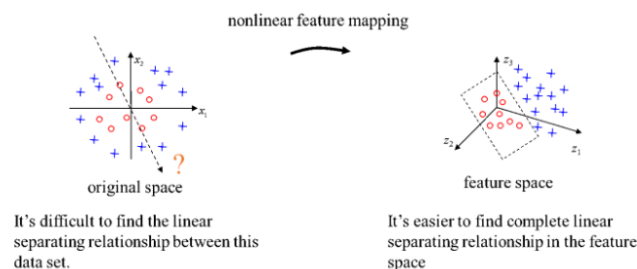 nonlinear feature mapping
x₂
x₁
?
original space
z₃
z₂
z₁
feature space
It's difficult to find the linear
separating relationship between this
data set.
It's easier to find complete linear
separating relationship in the feature
space